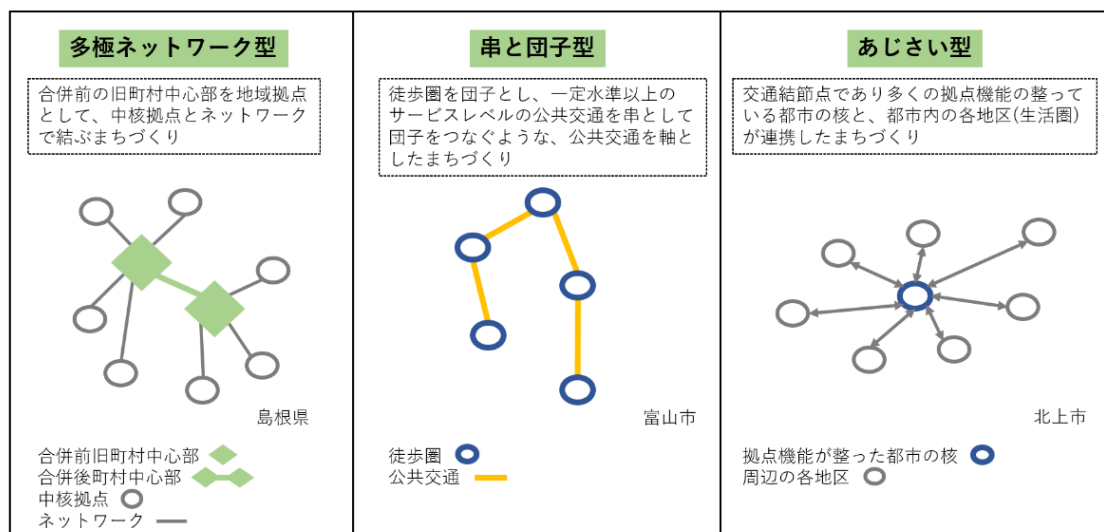 多極ネットワーク型
合併前の旧町村中心部を地域拠点
として、中核拠点とネットワーク
で結ぶまちづくり
島根県
合併前旧町村中心部
合併後町村中心部
中核拠点
ネットワーク
串と団子型
徒歩圏を団子とし、一定水準以上の
サービスレベルの公共交通を串として
団子をつなぐような、公共交通を軸と
したまちづくり
富山市
徒歩圏
公共交通
あじさい型
交通結節点であり多くの拠点機能の整って
いる都市の核と、都市内の各地区(生活圏)
が連携したまちづくり
北上市
拠点機能が整った都市の核
周辺の各地区